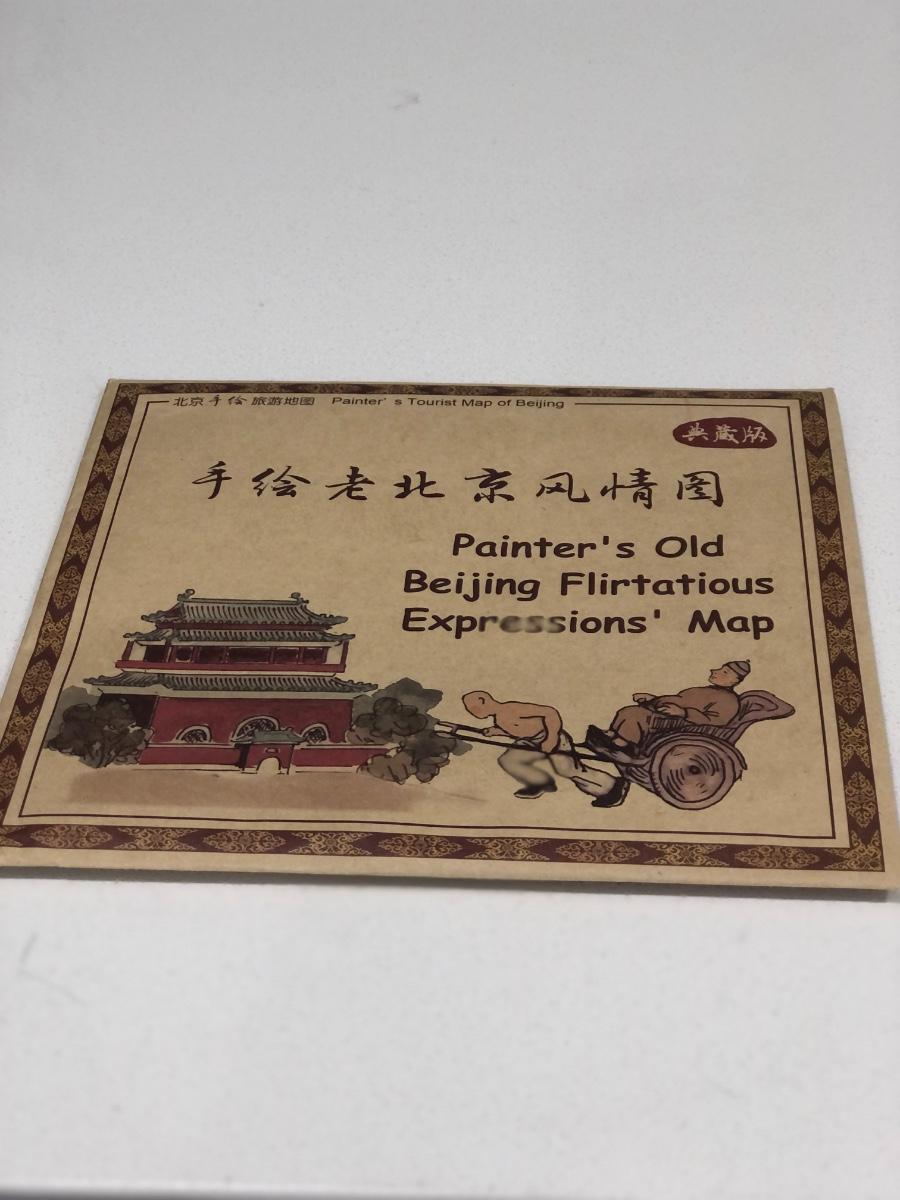 北京手绘旅游地图 Painter's Tourist Map of Beijing
典藏版
手绘老北京风情图
Painter's Old
Beijing Flirtatious
Expressions' Map